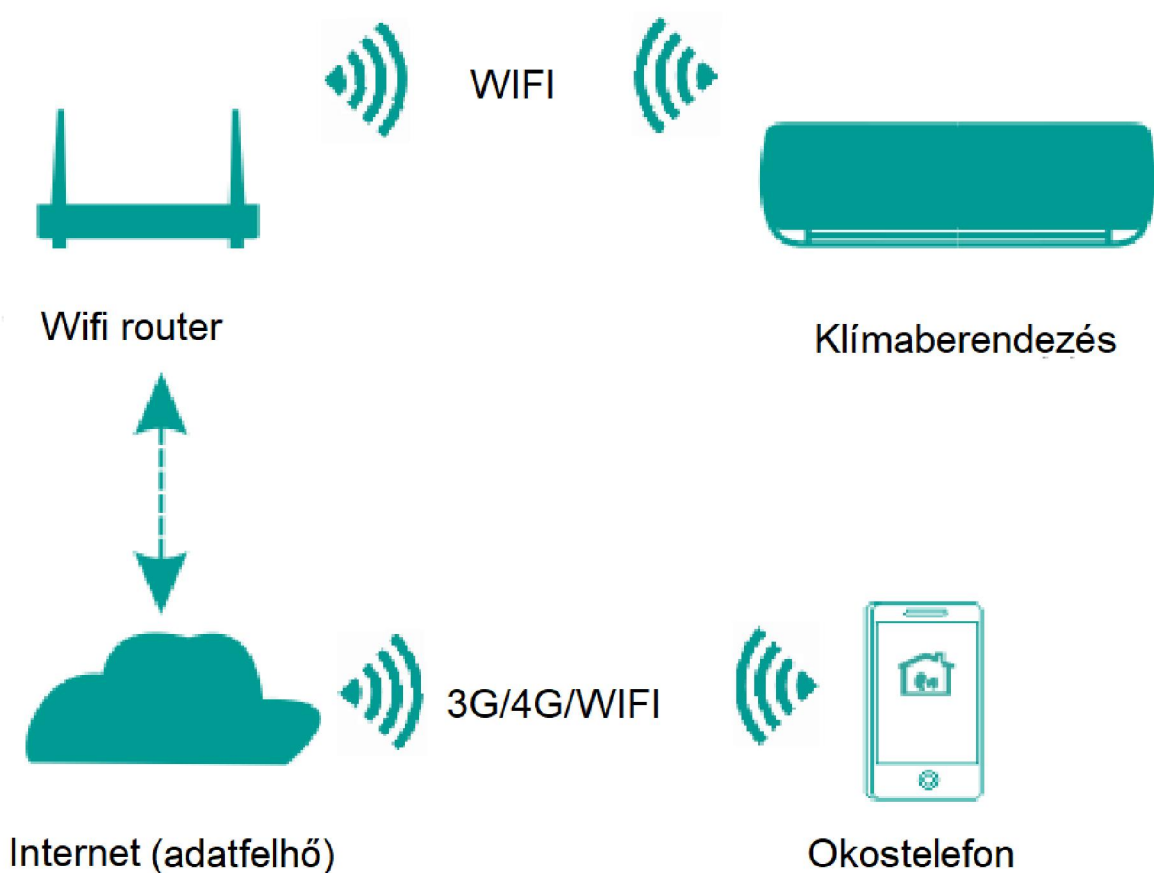 WIFI
Wifi router
Klímaberendezés
3G/4G/WIFI
Internet (adatfelhő)
Okostelefon